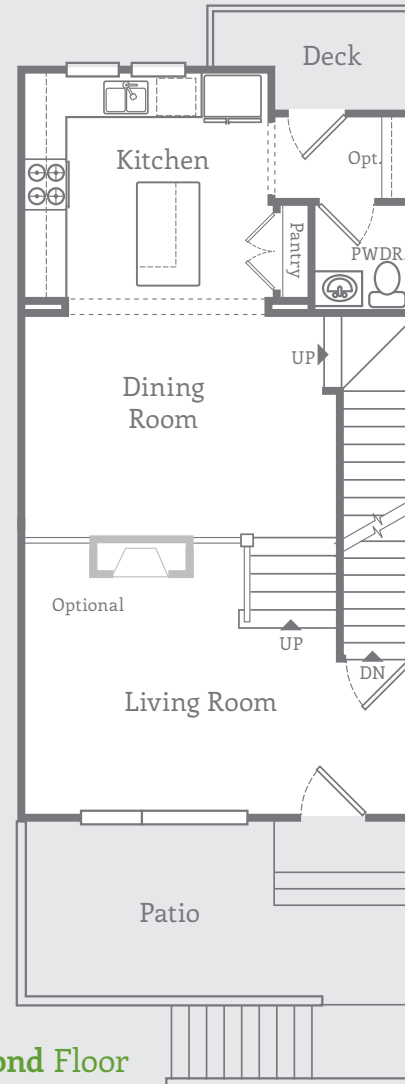 Deck
Kitchen
Opt.
Pantry
PWDR.
UP
Dining
Room
Optional
UP
DN
Living Room
Patio
ond Floor